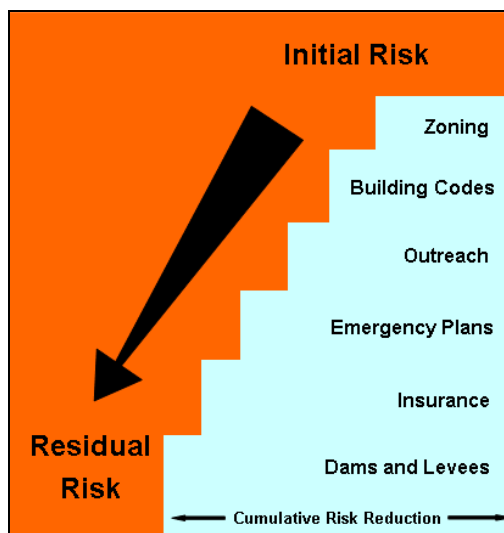 Initial Risk
Zoning
Building Codes
Outreach
Emergency Plans
Insurance
Residual
Risk
Dams and Levees
Cumulative Risk Reduction